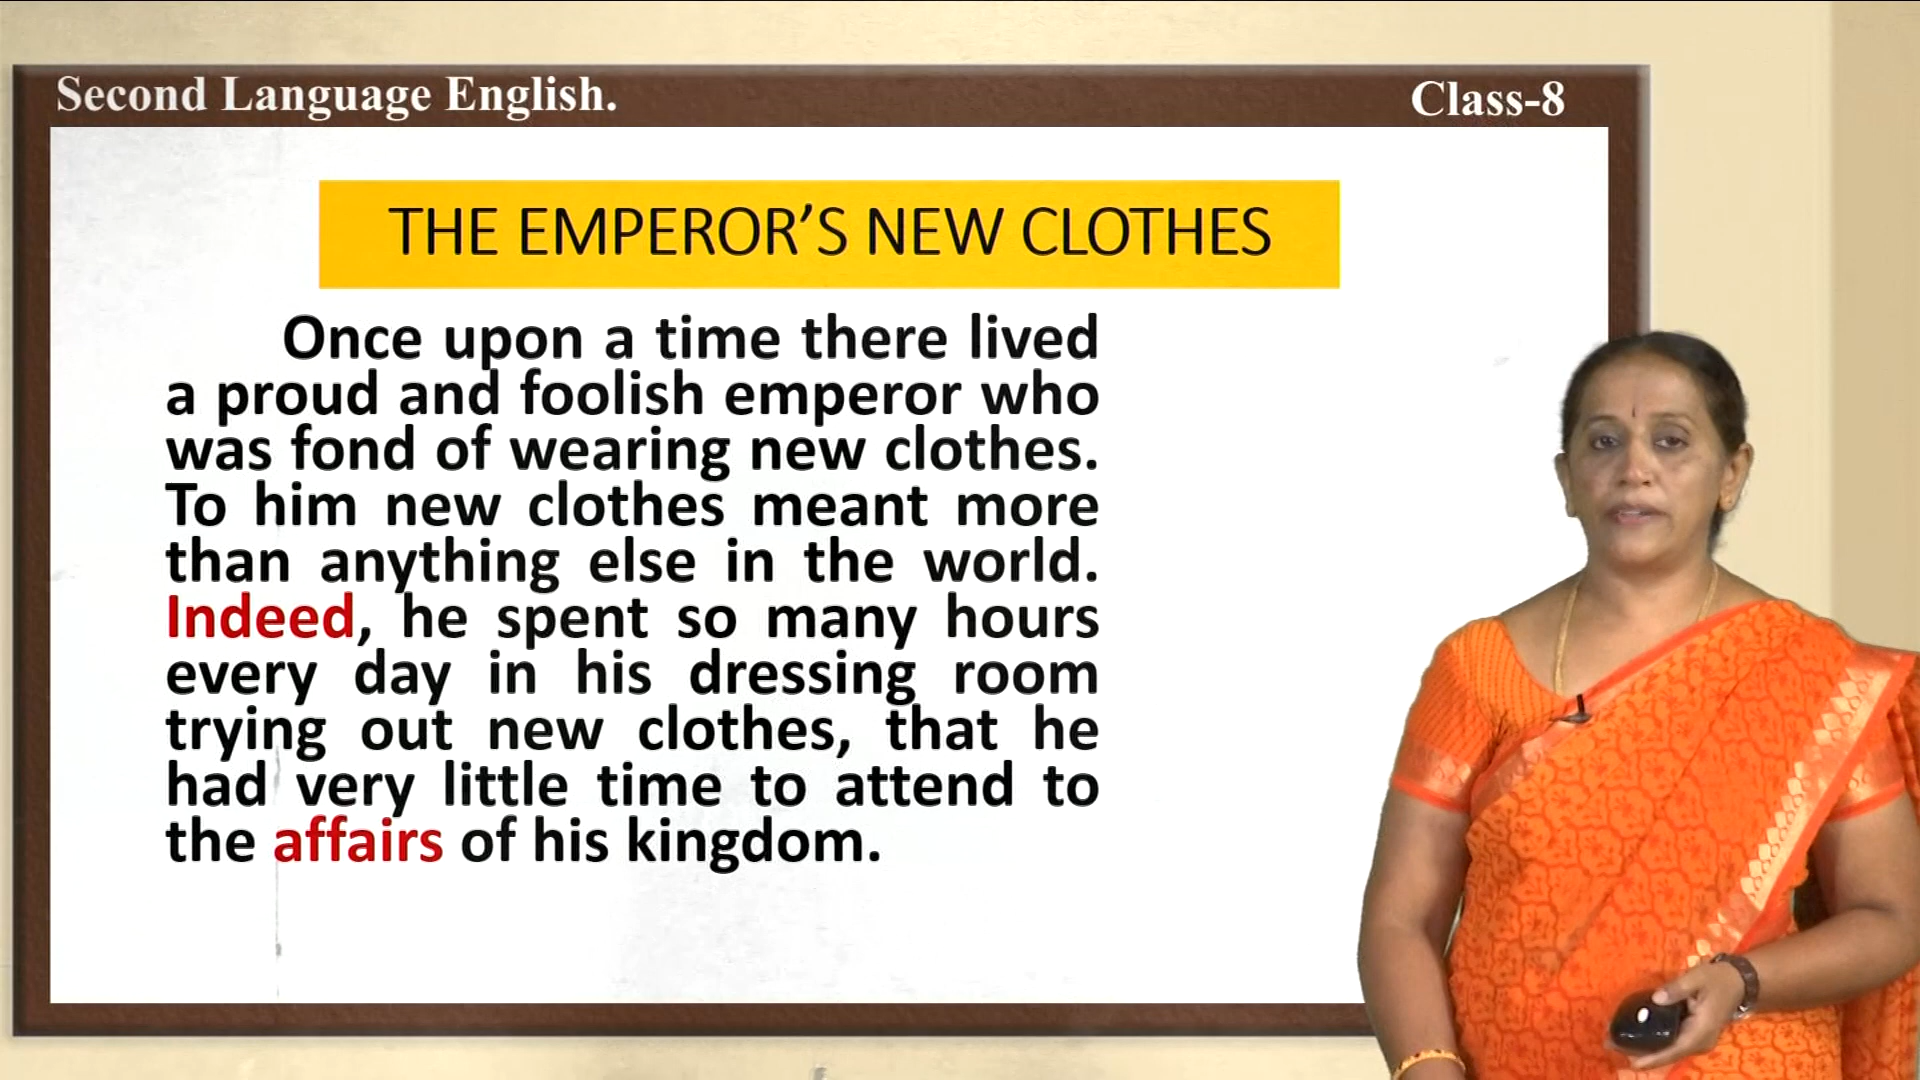 Second Language English.
Class-8
THE EMPEROR’S NEW CLOTHES
Once upon a time there lived
a proud and foolish emperor who
was fond of wearing new clothes.
To him new clothes meant more
than anything else in the world.
Indeed, he spent so many hours
every day in his dressing room
trying out new clothes, that he
had very little time to attend to
the affairs of his kingdom.